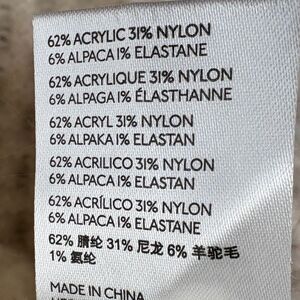 62% ACRYLIC 31% NYLON
6% ALPACA 1% ELASTANE
62% ACRYLIQUE 31% NYLON
6% ALPAGA 1% ÉLASTHANNE
62% ACRYL 31% NYLON
6% ALPAKA 1% ELASTAN
62% ACRILICO 31% NYLON
6% ALPACA 1% ELASTAN
62% ACRÍLICO 31% NYLON
6% ALPACA 1% ELASTANE
62% 腈纶 31% 尼龙 6% 羊驼毛
1% 氨纶
MADE IN CHINA